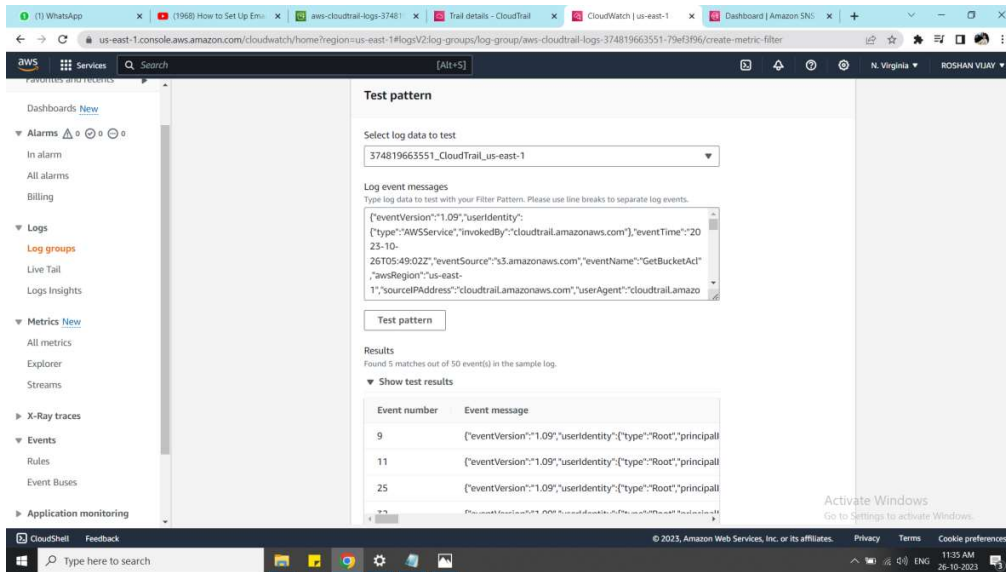 (1) WhatsApp
(1968) How to Set Up Ema
aws-cloudtrail-logs-37481
Trail details - CloudTrail
CloudWatch | us-east-1
Dashboard | Amazon SNS
us-east-1.console.aws.amazon.com/cloudwatch/home?region=us-east-1#logsV2:log-groups/log-group/aws-cloudtrail-logs-374819663551-79ef3f96/create-metric-filter
aws Services Search [Alt+S] N. Virginia ROSHAN VIJAY
Favorites and recents
Dashboards New
Alarms 0 0 0
In alarm
All alarms
Billing
Logs
Log groups
Live Tail
Logs Insights
Metrics New
All metrics
Explorer
Streams
X-Ray traces
Events
Rules
Event Buses
Application monitoring
Test pattern
Select log data to test
374819663551_CloudTrail_us-east-1
Log event messages
Type log data to test with your Filter Pattern. Please use line breaks to separate log events.
{"eventVersion":"1.09","userIdentity":
{"type":"AWSService","invokedBy":"cloudtrail.amazonaws.com"},"eventTime":"20
23-10-
26T05:49:02Z","eventSource":"s3.amazonaws.com","eventName":"GetBucketAcl"
,"awsRegion":"us-east-
1","sourceIPAddress":"cloudtrail.amazonaws.com","userAgent":"cloudtrail.amazo
Test pattern
Results
Found 5 matches out of 50 event(s) in the sample log.
Show test results
Event number Event message
9 {"eventVersion":"1.09","userIdentity":{"type":"Root","principalI
11 {"eventVersion":"1.09","userIdentity":{"type":"Root","principalI
25 {"eventVersion":"1.09","userIdentity":{"type":"Root","principalI
Activate Windows
Go to Settings to activate Windows.
CloudShell Feedback © 2023, Amazon Web Services, Inc. or its affiliates. Privacy Terms Cookie preferences
Type here to search
ENG
11:35 AM
26-10-2023
3